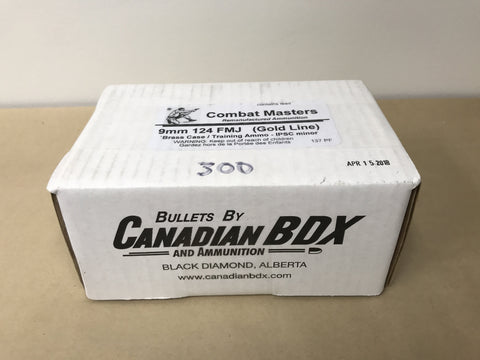 contains lead
Combat Masters
Remanufactured Ammunition
9mm 124 FMJ (Gold Line)
*Brass Case / Training Ammo - IPSC minor
WARNING: Keep out of reach of children
Gardez hors de la Portée des Enfants
137 PF
300
APR 15.2018
BULLETS BY
CANADIAN BDX
AND AMMUNITION
BLACK DIAMOND, ALBERTA
www.canadianbdx.com